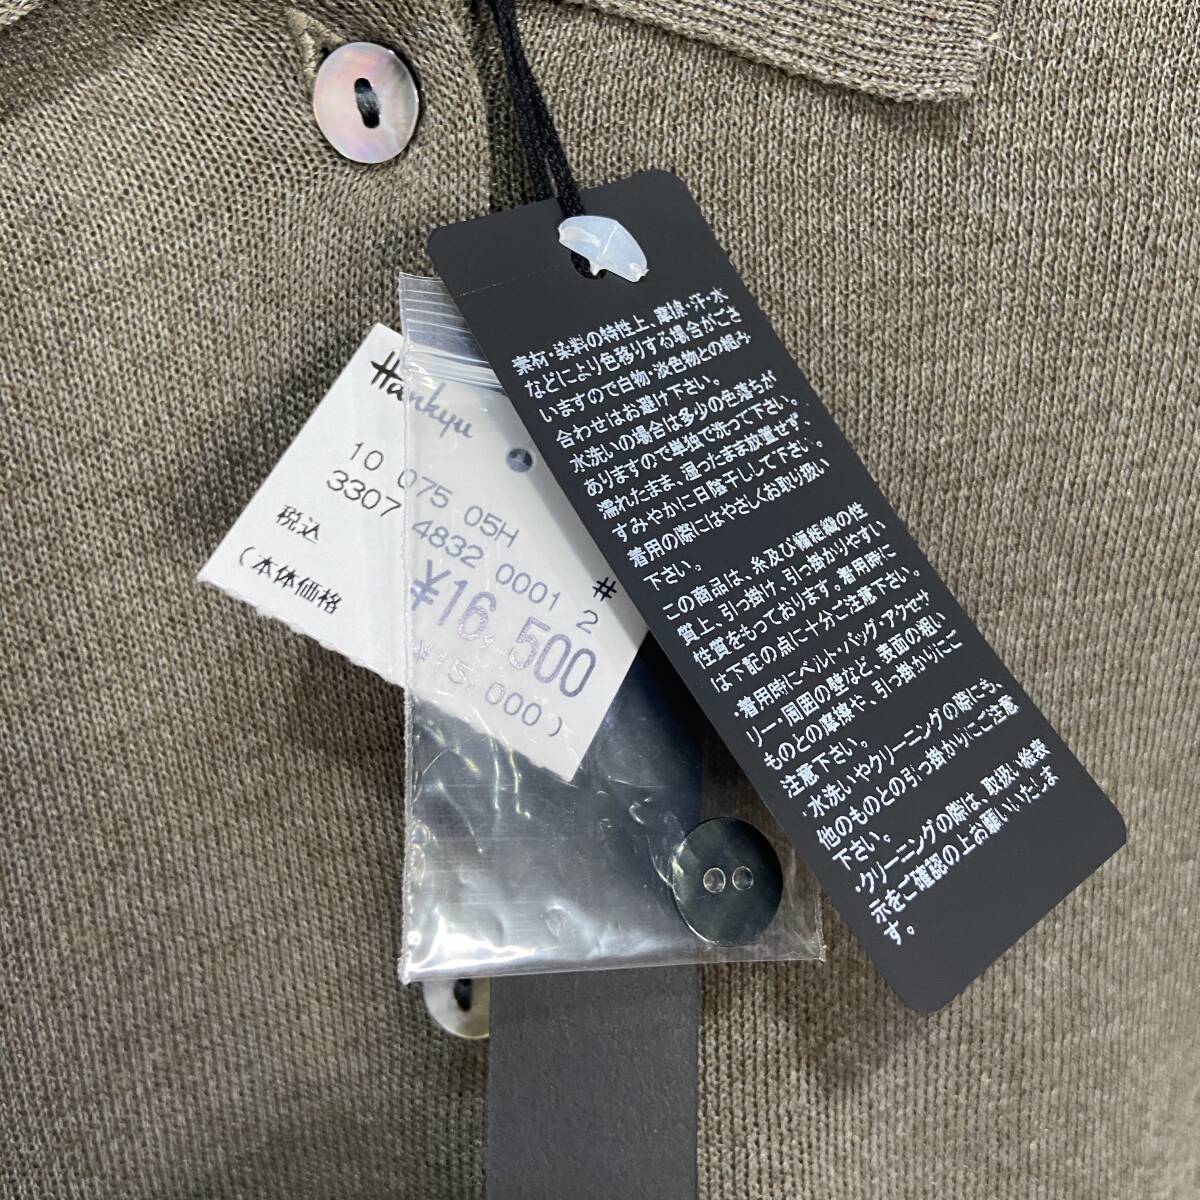 Hankyu
10 075 05H
3307 4832 0001 2
#
税込 ¥16,500
(本体価格 ¥15,000)
素材・染料の特性上、摩擦・汗・水
などにより色移りする場合がござ
いますので白物・淡色物との組み
合わせはお避け下さい。
水洗いの場合は多少の色落ちが
ありますので単独で洗って下さい。
濡れたまま、湿ったまま放置せず、
すみやかに日陰干しして下さい。
着用の際にはやさしくお取り扱い
下さい。
この商品は、糸及び編組織の性
質上、引っ掛け、引っ掛かりやすい
性質をもっております。着用時に
は下記の点に十分ご注意下さい。
・着用時にベルト・バッグ・アクセサ
リー・周囲の壁など、表面の粗い
ものとの摩擦や、引っ掛かりにご
注意下さい。
・水洗いやクリーニングの際にも、
他のものとの引っ掛かりにご注意
下さい。
・クリーニングの際は、取扱い絵表
示をご確認の上お願いいたしま
す。